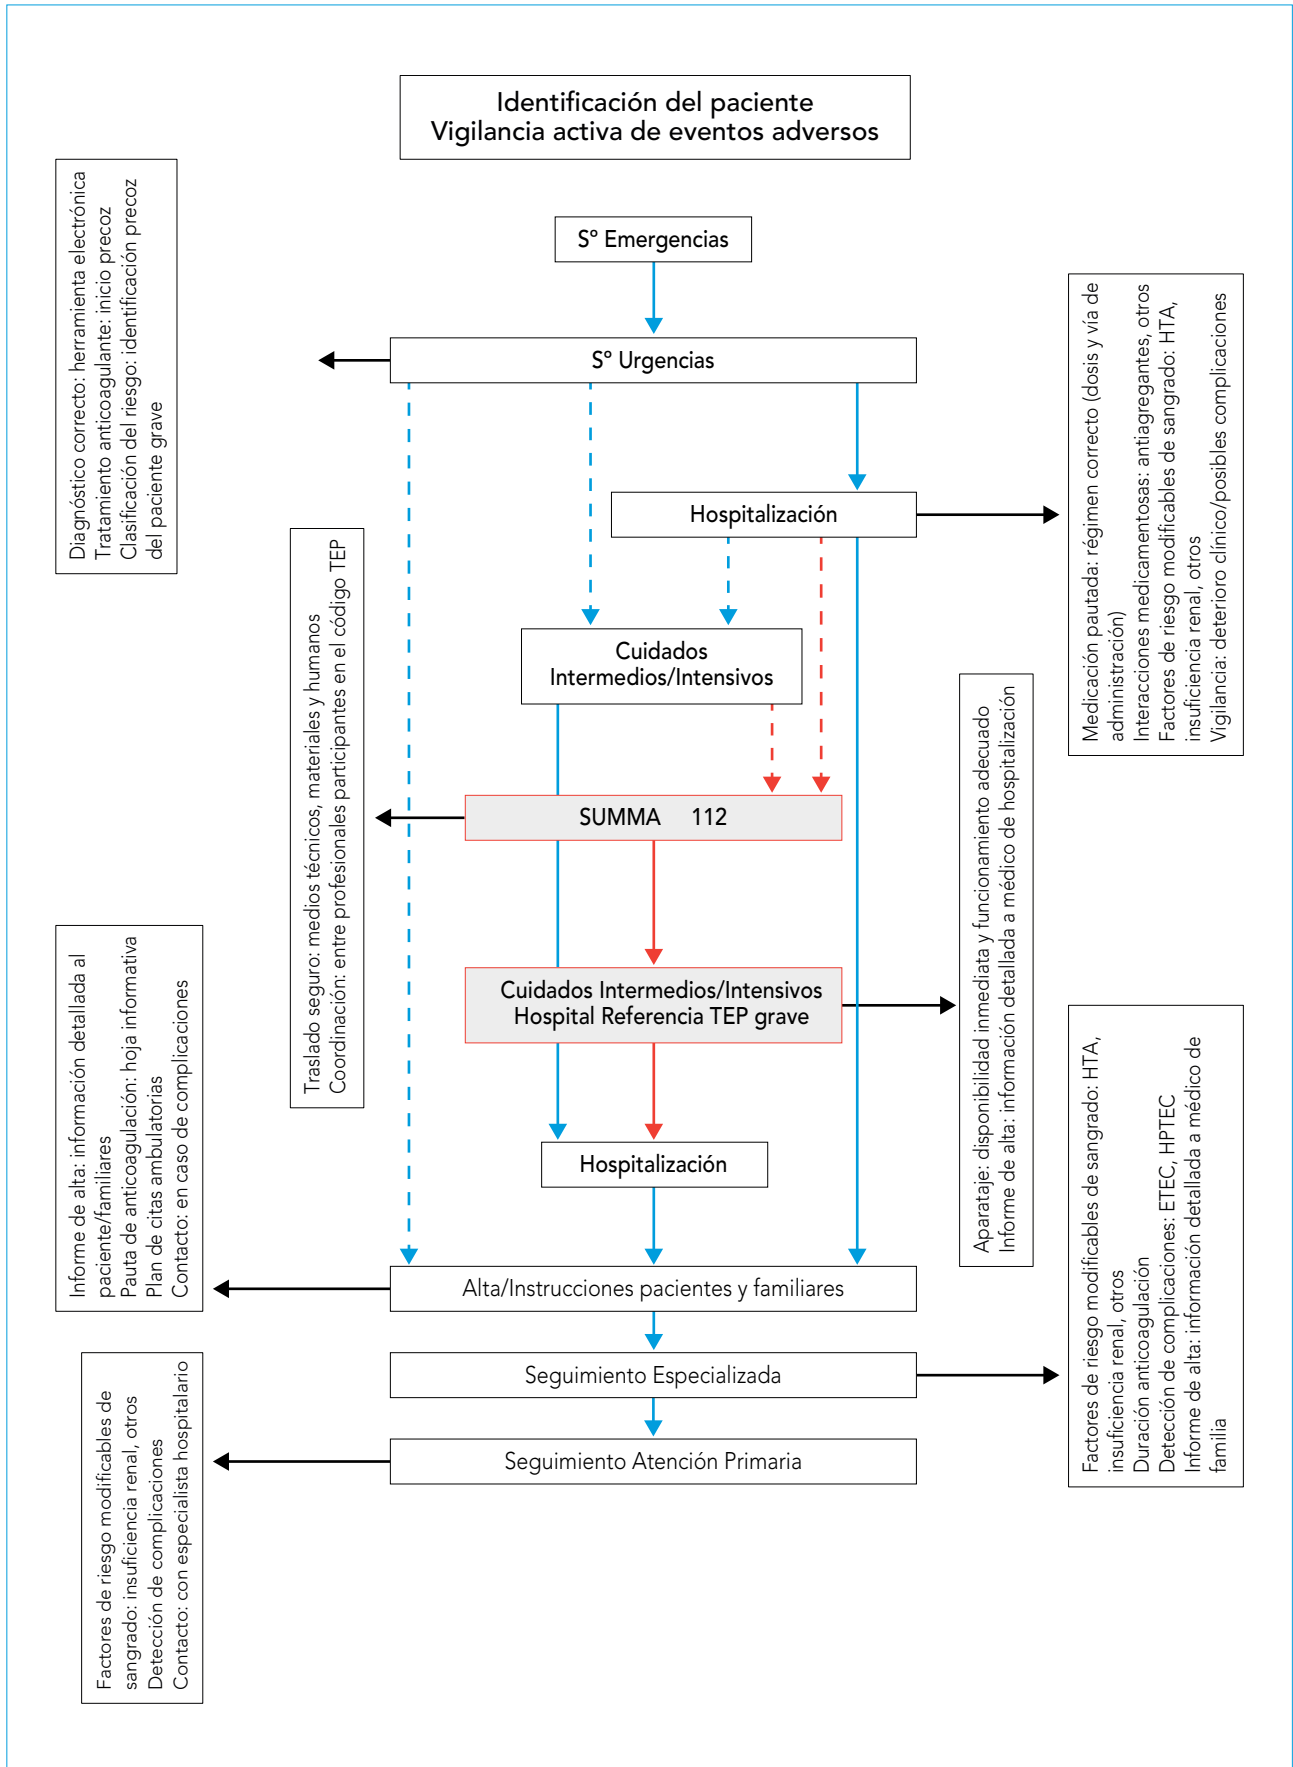 Identificación del paciente
Vigilancia activa de eventos adversos
Sº Emergencias
Sº Urgencias
Diagnóstico correcto: herramienta electrónica
Tratamiento anticoagulante: inicio precoz
Clasificación del riesgo: identificación precoz
del paciente grave
Hospitalización
Medicación pautada: régimen correcto (dosis y vía de
administración)
Interacciones medicamentosas: antiagregantes, otros
Factores de riesgo modificables de sangrado: HTA,
insuficiencia renal, otros
Vigilancia: deterioro clínico/posibles complicaciones
Cuidados
Intermedios/Intensivos
SUMMA 112
Traslado seguro: medios técnicos, materiales y humanos
Coordinación: entre profesionales participantes en el código TEP
Cuidados Intermedios/Intensivos
Hospital Referencia TEP grave
Aparataje: disponibilidad inmediata y funcionamiento adecuado
Informe de alta: información detallada a médico de hospitalización
Hospitalización
Alta/Instrucciones pacientes y familiares
Informe de alta: información detallada al
paciente/familiares
Pauta de anticoagulación: hoja informativa
Plan de citas ambulatorias
Contacto: en caso de complicaciones
Seguimiento Especializada
Factores de riesgo modificables de sangrado: HTA,
insuficiencia renal, otros
Duración anticoagulación
Detección de complicaciones: ETEC, HPTEC
Informe de alta: información detallada a médico de
familia
Seguimiento Atención Primaria
Factores de riesgo modificables de
sangrado: insuficiencia renal, otros
Detección de complicaciones
Contacto: con especialista hospitalario